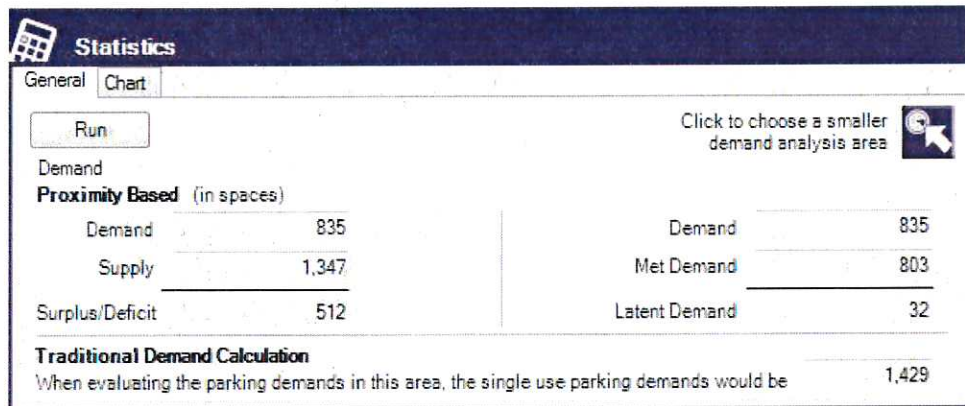 Statistics
General Chart
Run
Click to choose a smaller
demand analysis area
Demand
Proximity Based (in spaces)
Demand 835 Demand 835
Supply 1,347 Met Demand 803
Surplus/Deficit 512 Latent Demand 32
Traditional Demand Calculation
When evaluating the parking demands in this area, the single use parking demands would be 1,429